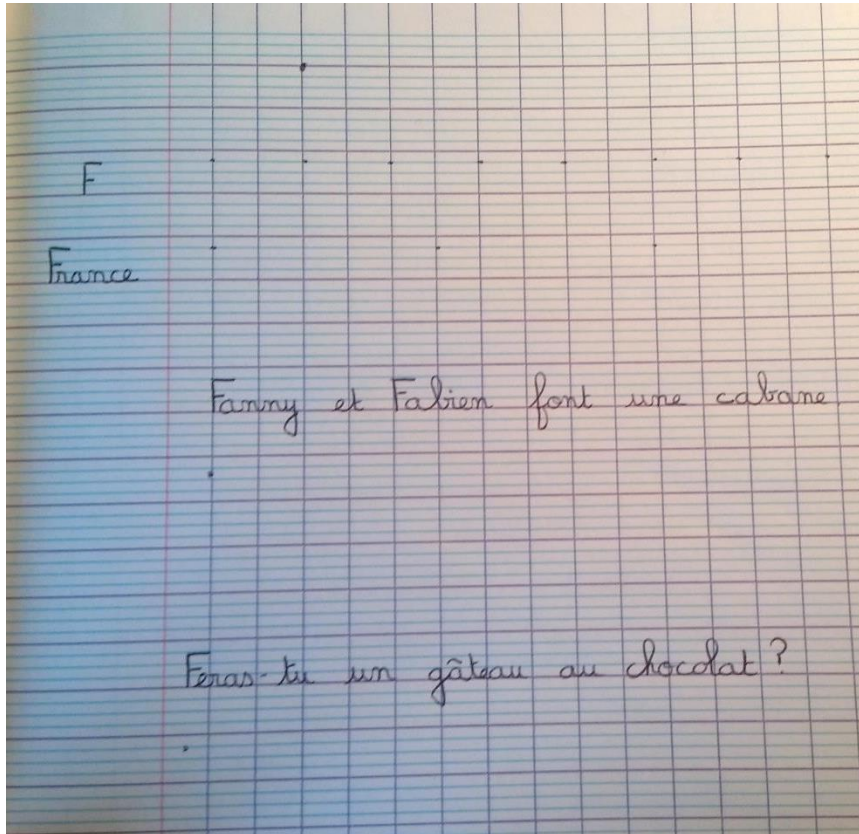 F
France
Fanny et Fabien font une cabane.
Feras-tu un gâteau au chocolat ?